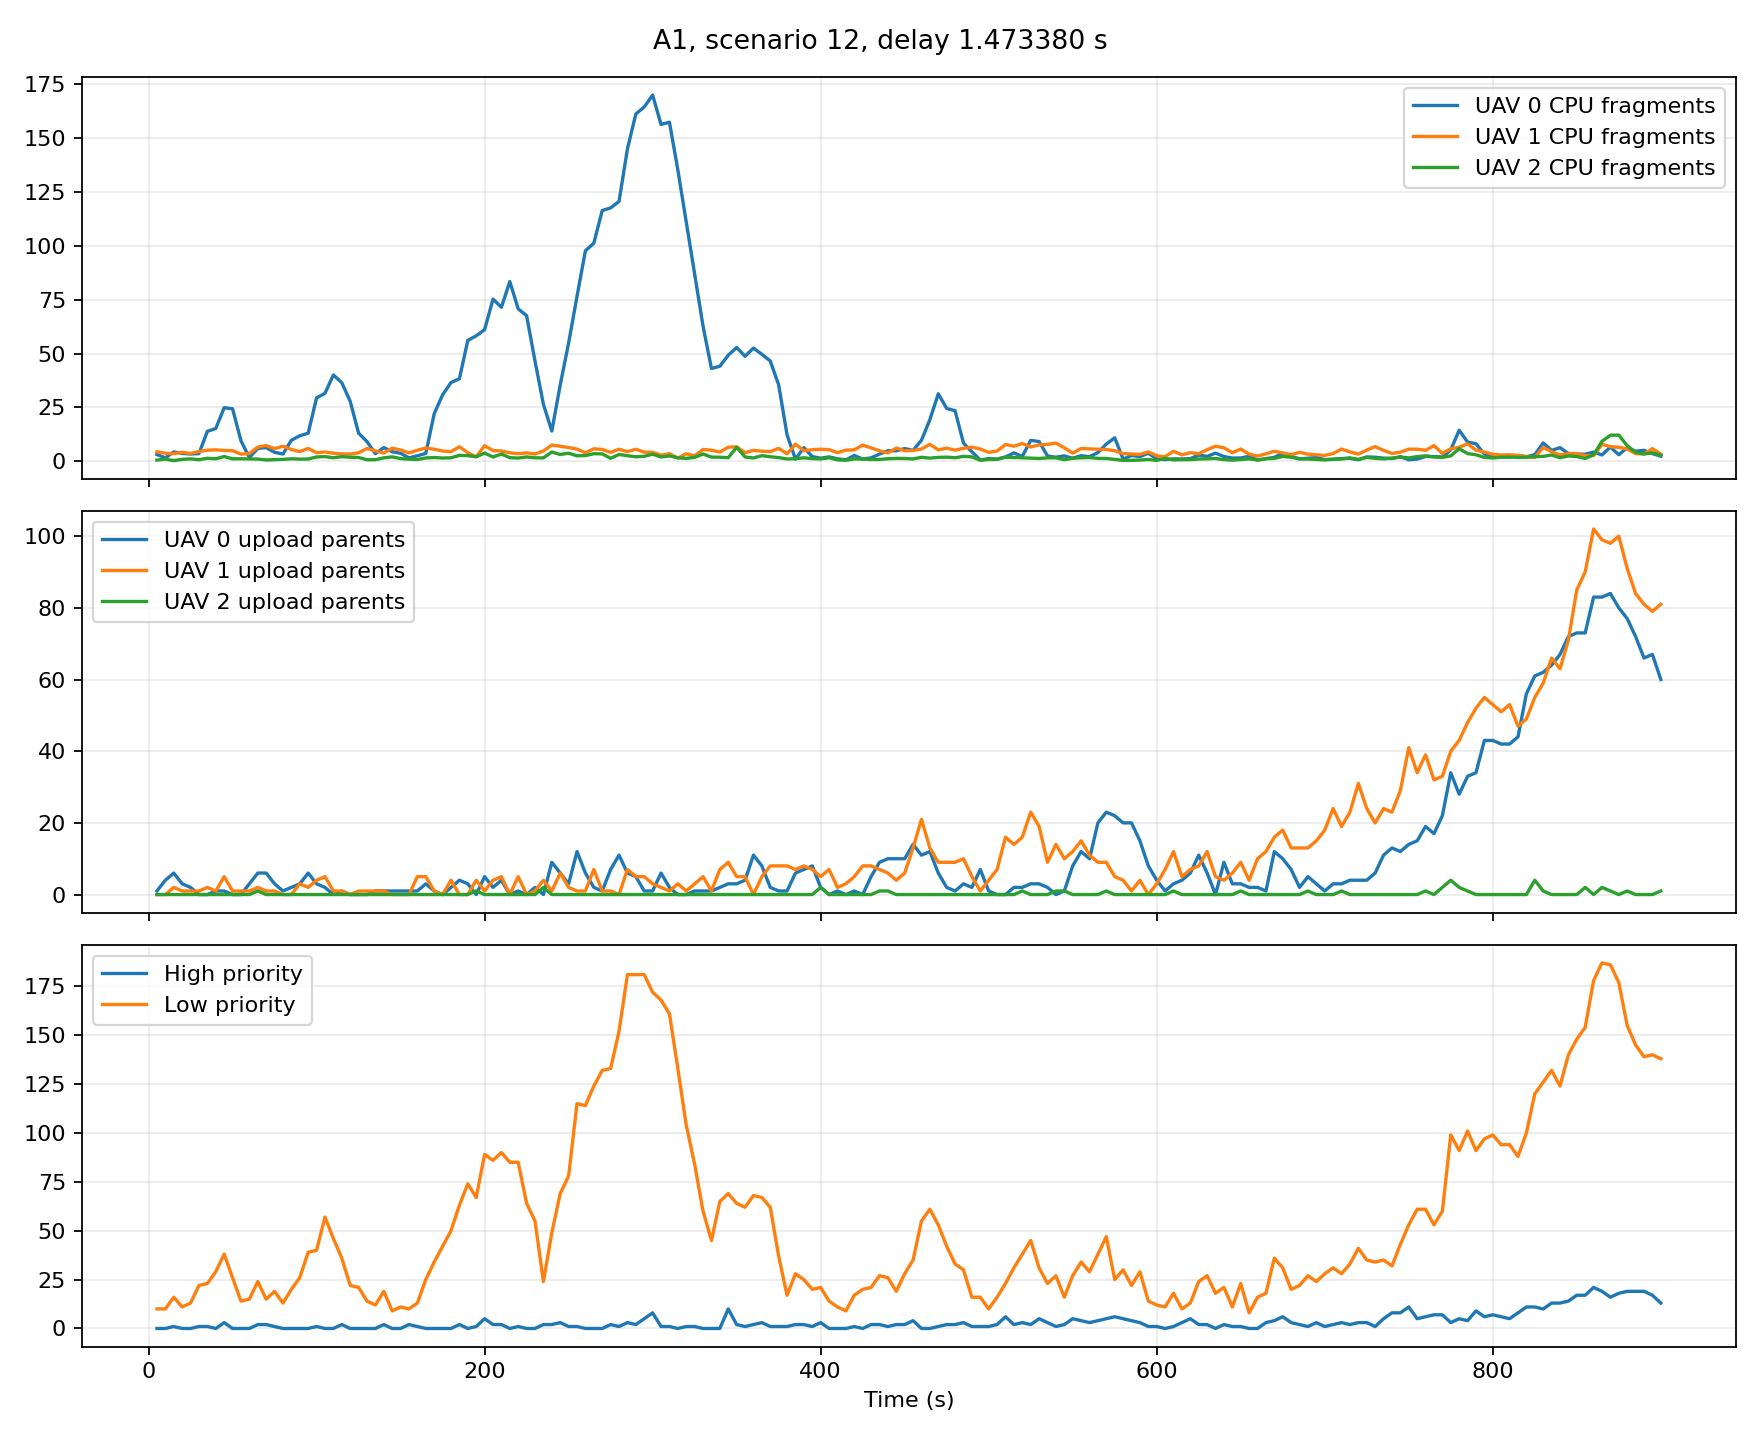 A1, scenario 12, delay 1.473380 s
175
150
125
100
75
50
25
0
UAV 0 CPU fragments
UAV 1 CPU fragments
UAV 2 CPU fragments
100
80
60
40
20
0
UAV 0 upload parents
UAV 1 upload parents
UAV 2 upload parents
175
150
125
100
75
50
25
0
High priority
Low priority
0 200 400 600 800
Time (s)